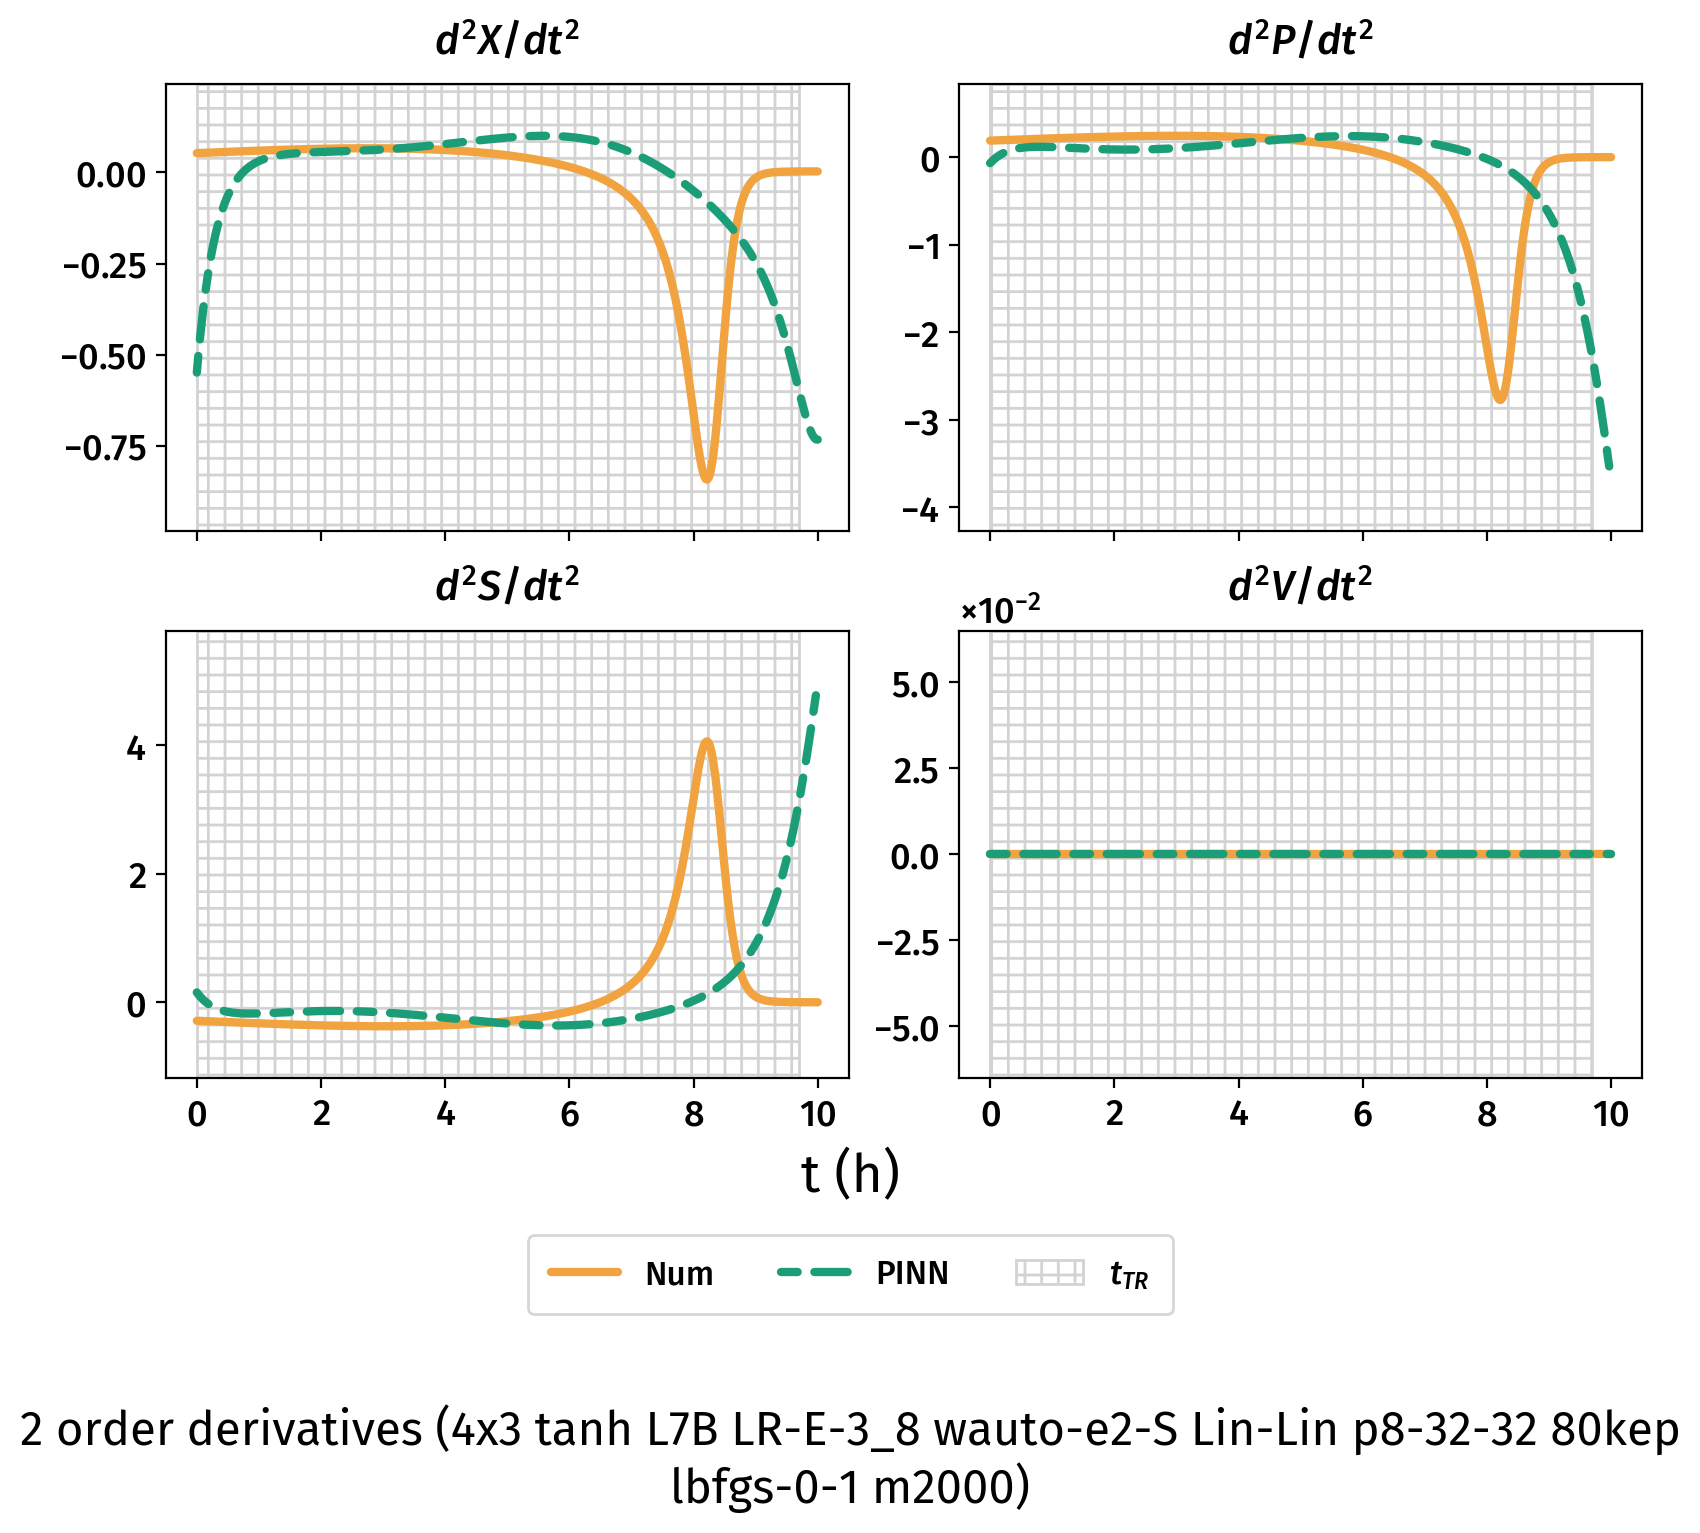 d²X/dt²
0.00
−0.25
−0.50
−0.75
d²P/dt²
0
−1
−2
−3
−4
d²S/dt²
4
2
0
0 2 4 6 8 10
d²V/dt²
×10⁻²
5.0
2.5
0.0
−2.5
−5.0
0 2 4 6 8 10
t (h)
Num PINN t_TR
2 order derivatives (4x3 tanh L7B LR-E-3_8 wauto-e2-S Lin-Lin p8-32-32 80kep
lbfgs-0-1 m2000)